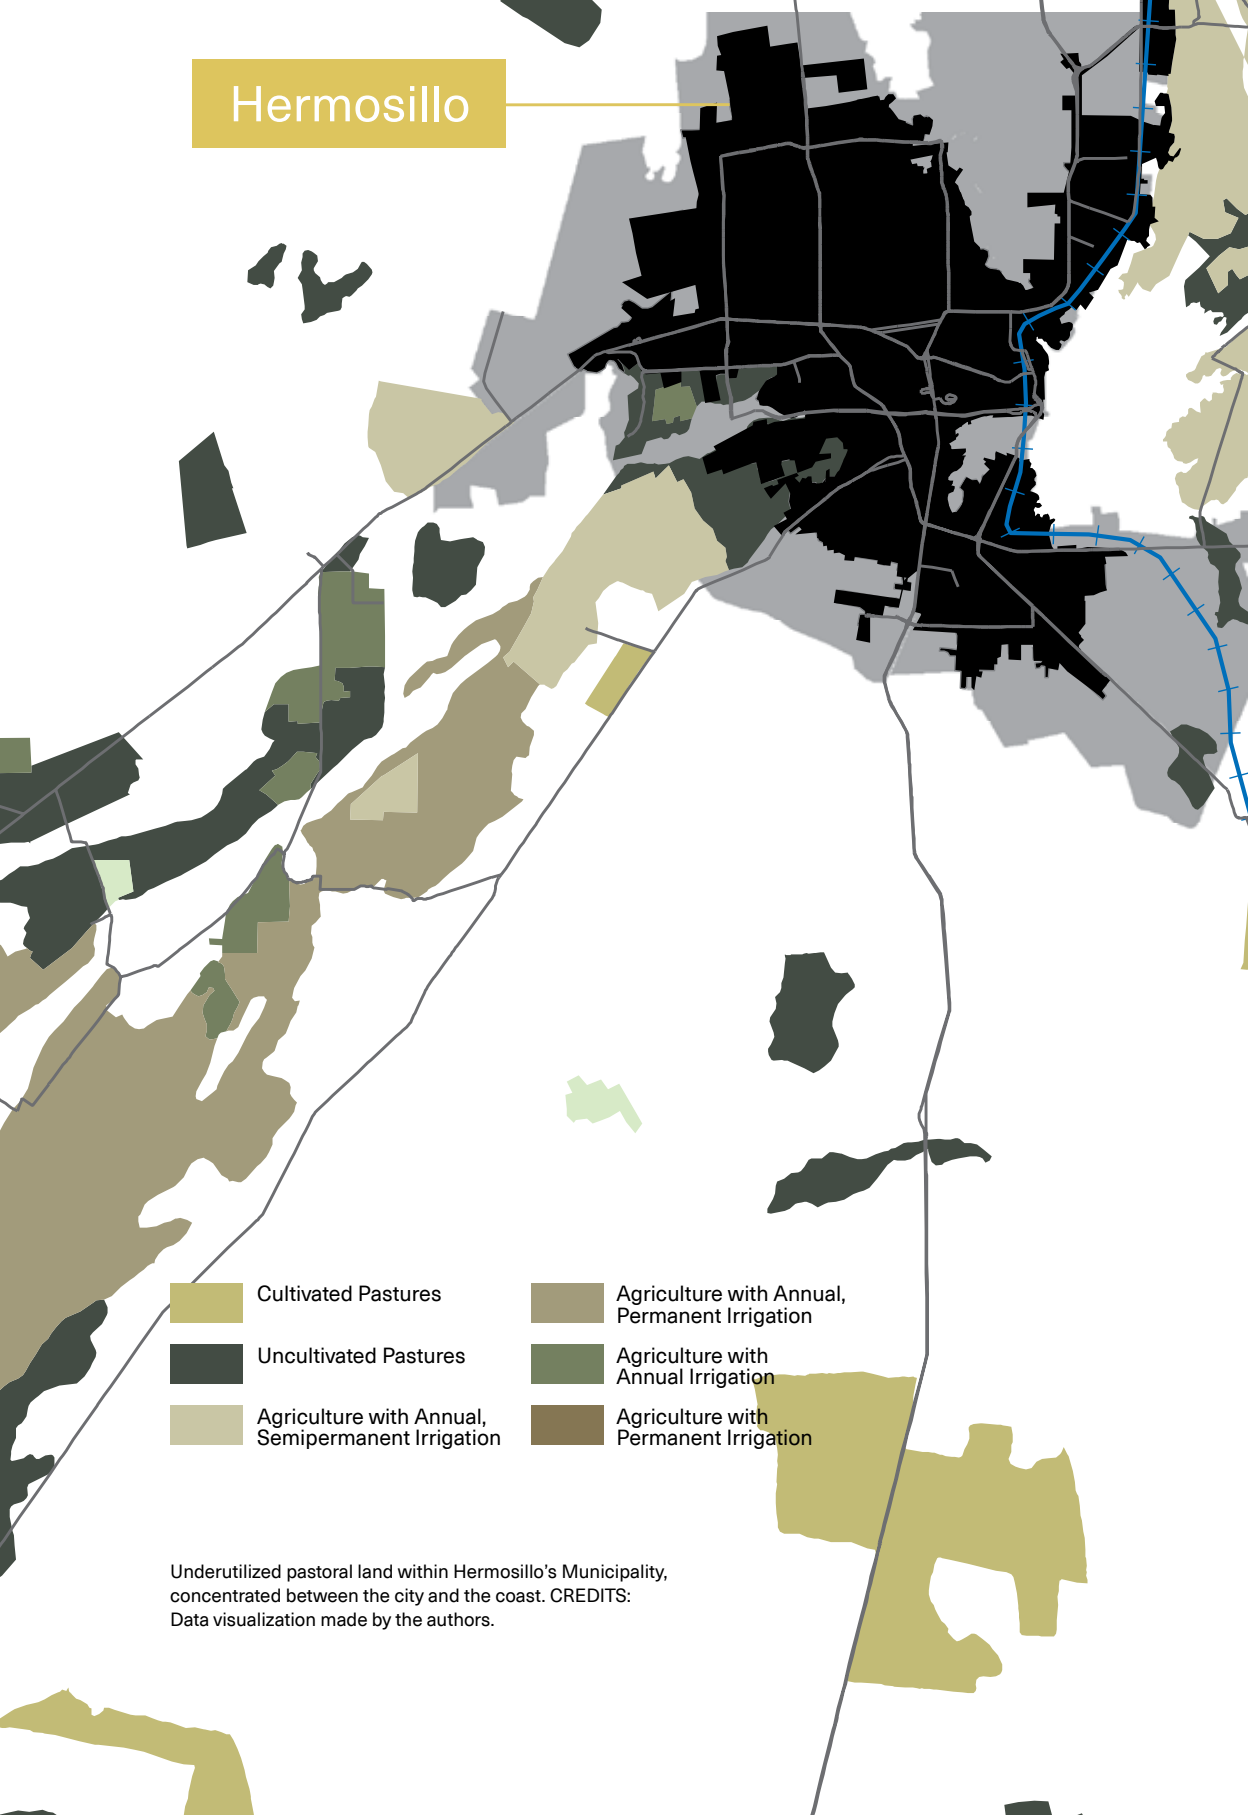 Hermosillo
Cultivated Pastures
Uncultivated Pastures
Agriculture with Annual,
Semipermanent Irrigation
Agriculture with Annual,
Permanent Irrigation
Agriculture with
Annual Irrigation
Agriculture with
Permanent Irrigation
Underutilized pastoral land within Hermosillo's Municipality,
concentrated between the city and the coast. CREDITS:
Data visualization made by the authors.